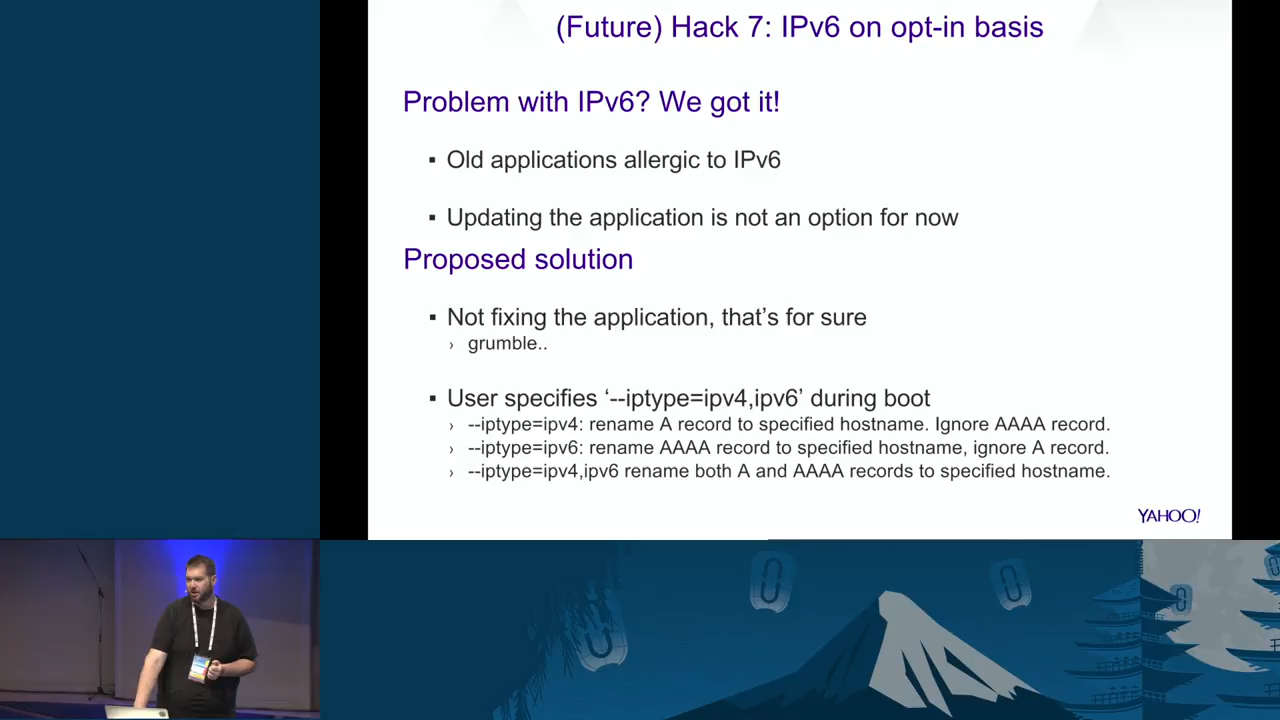 (Future) Hack 7: IPv6 on opt-in basis
Problem with IPv6? We got it!
▪ Old applications allergic to IPv6
▪ Updating the application is not an option for now
Proposed solution
▪ Not fixing the application, that's for sure
› grumble..
▪ User specifies ‘--iptype=ipv4,ipv6’ during boot
› --iptype=ipv4: rename A record to specified hostname. Ignore AAAA record.
› --iptype=ipv6: rename AAAA record to specified hostname, ignore A record.
› --iptype=ipv4,ipv6 rename both A and AAAA records to specified hostname.
YAHOO!